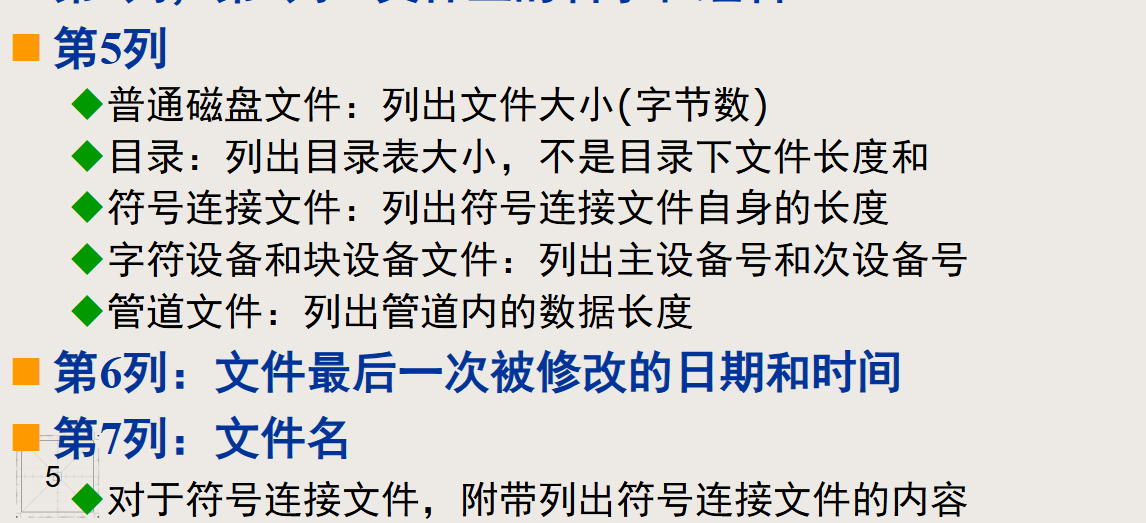 第5列
普通磁盘文件：列出文件大小(字节数)
目录：列出目录表大小，不是目录下文件长度和
符号连接文件：列出符号连接文件自身的长度
字符设备和块设备文件：列出主设备号和次设备号
管道文件：列出管道内的数据长度
第6列：文件最后一次被修改的日期和时间
第7列：文件名
5
对于符号连接文件，附带列出符号连接文件的内容